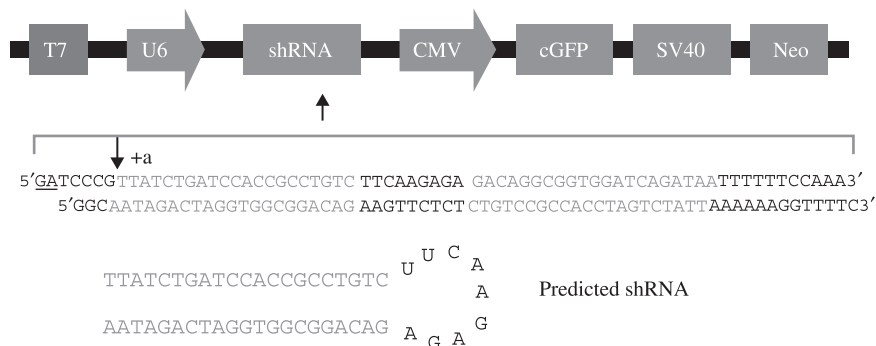 T7 U6 shRNA CMV cGFP SV40 Neo
+a
5′GATCCCGTTATCTGATCCACCGCCTGTC TTCAAGAGA GACAGGCGGTGGATCAGATAATTTTTTCCAAA3′
5′GGCAATAGACTAGGTGGCGGACAG AAGTTCTCT CTGTCCGCCACCTAGTCTATTAAAAAAGGTTTTC3′
UUCAAGAGA
TTATCTGATCCACCGCCTGTC
Predicted shRNA
AATAGACTAGGTGGCGGACAG